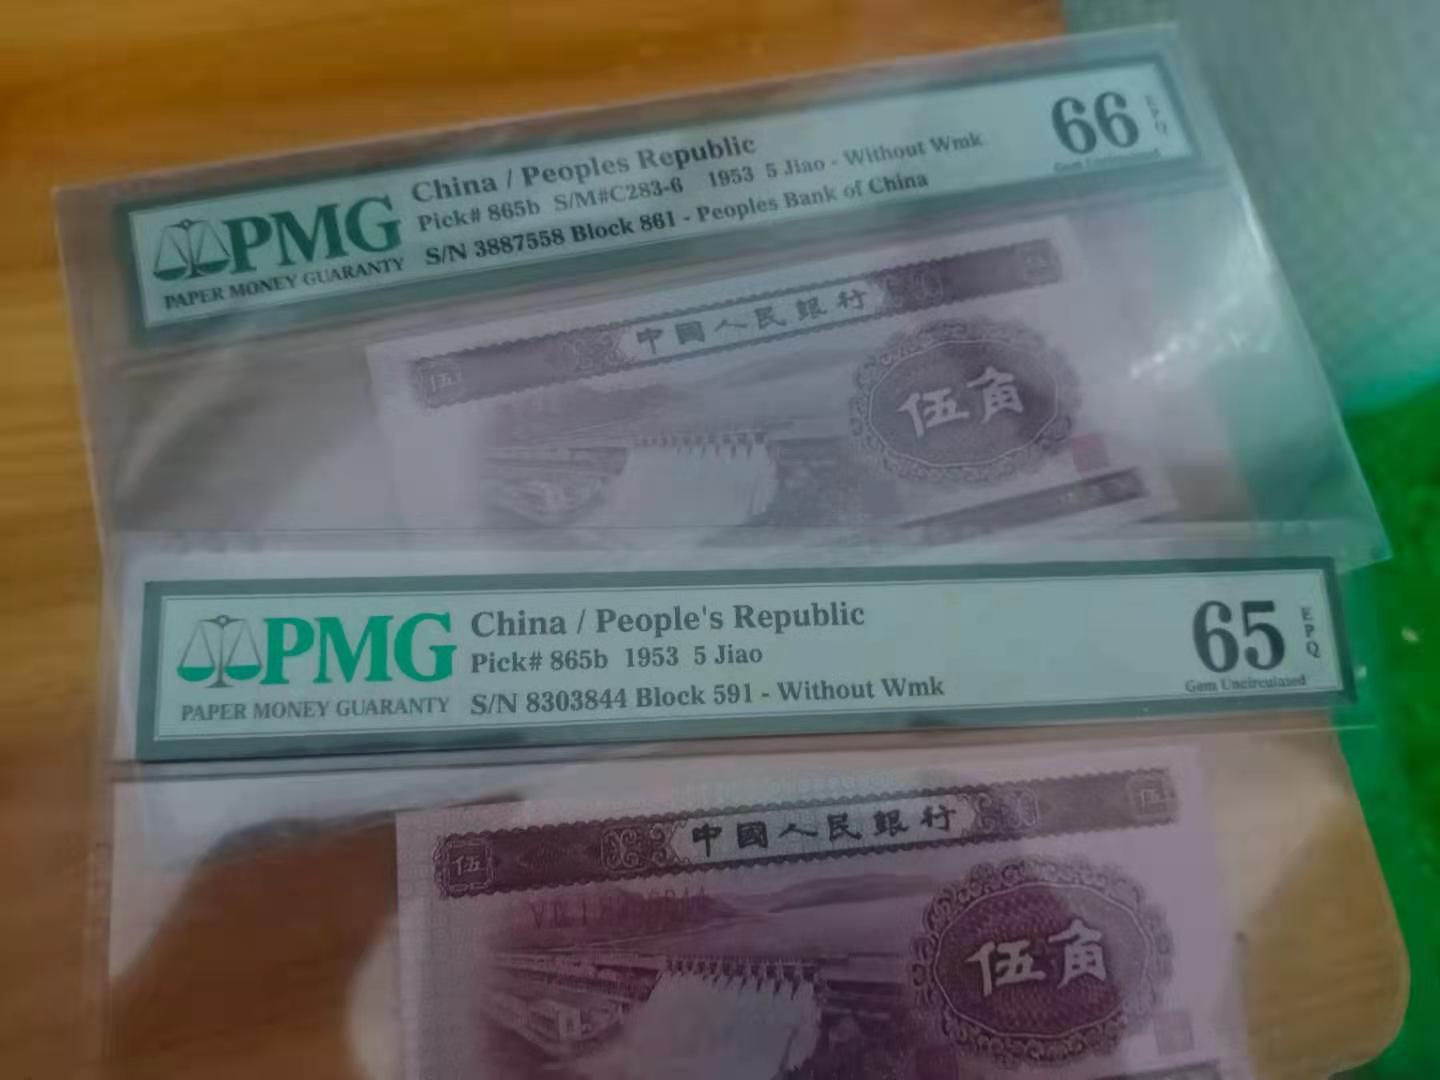 PMG
PAPER MONEY GUARANTY
China / Peoples Republic
Pick# 865b S/M#C283-6 1953 5 Jiao - Without Wmk
S/N 3887558 Block 861 - Peoples Bank of China
66
EPQ
Gem Uncirculated
伍
中國人民銀行
伍
伍角
PMG
PAPER MONEY GUARANTY
China / People's Republic
Pick# 865b 1953 5 Jiao
S/N 8303844 Block 591 - Without Wmk
65
EPQ
Gem Uncirculated
伍
中國人民銀行
伍
伍角